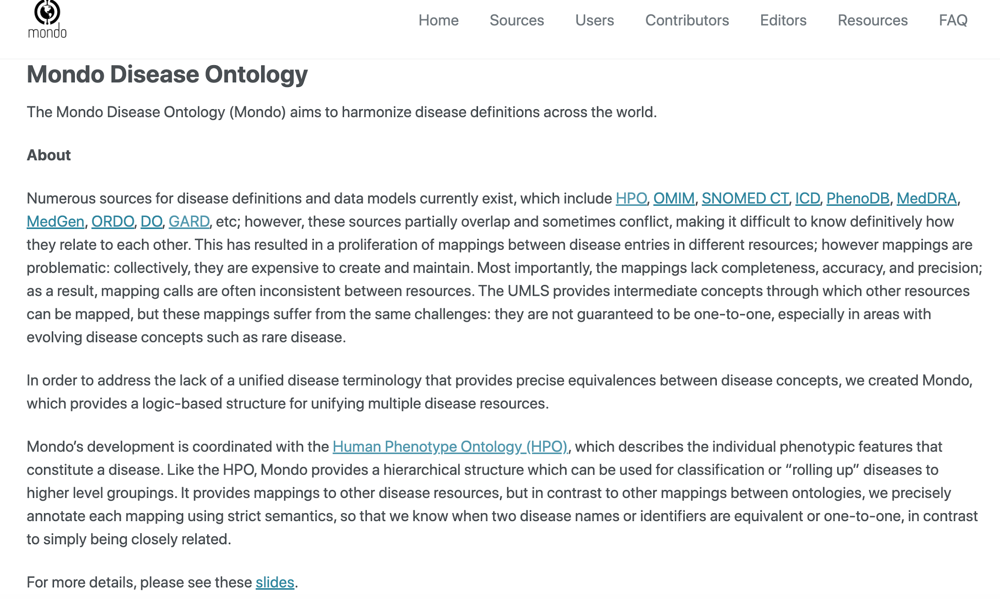 mondo
Home Sources Users Contributors Editors Resources FAQ
Mondo Disease Ontology
The Mondo Disease Ontology (Mondo) aims to harmonize disease definitions across the world.
About
Numerous sources for disease definitions and data models currently exist, which include HPO, OMIM, SNOMED CT, ICD, PhenoDB, MedDRA,
MedGen, ORDO, DO, GARD, etc; however, these sources partially overlap and sometimes conflict, making it difficult to know definitively how
they relate to each other. This has resulted in a proliferation of mappings between disease entries in different resources; however mappings are
problematic: collectively, they are expensive to create and maintain. Most importantly, the mappings lack completeness, accuracy, and precision;
as a result, mapping calls are often inconsistent between resources. The UMLS provides intermediate concepts through which other resources
can be mapped, but these mappings suffer from the same challenges: they are not guaranteed to be one-to-one, especially in areas with
evolving disease concepts such as rare disease.
In order to address the lack of a unified disease terminology that provides precise equivalences between disease concepts, we created Mondo,
which provides a logic-based structure for unifying multiple disease resources.
Mondo’s development is coordinated with the Human Phenotype Ontology (HPO), which describes the individual phenotypic features that
constitute a disease. Like the HPO, Mondo provides a hierarchical structure which can be used for classification or “rolling up” diseases to
higher level groupings. It provides mappings to other disease resources, but in contrast to other mappings between ontologies, we precisely
annotate each mapping using strict semantics, so that we know when two disease names or identifiers are equivalent or one-to-one, in contrast
to simply being closely related.
For more details, please see these slides.